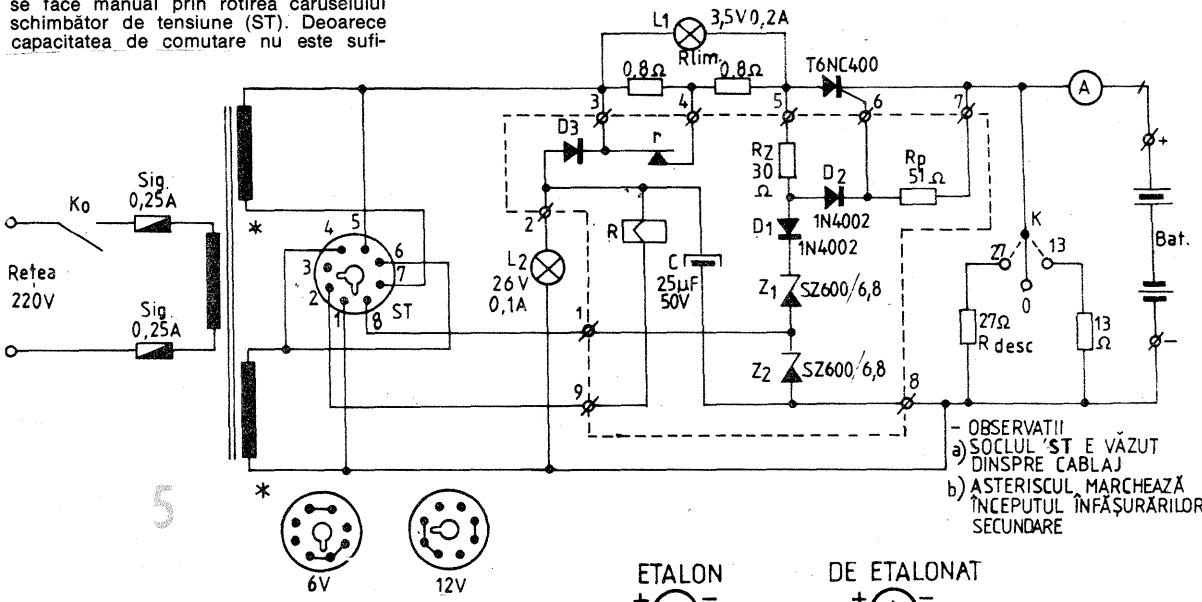 se face manual prin rotirea caruselului
schimbător de tensiune (ST). Deoarece
capacitatea de comutare nu este sufi-
L1
3,5V 0,2A
Rlim.
0,8Ω
0,8Ω
T6NC400
A
3
4
5
6
7
D3
r
+
Rz
30
Ω
D2
1N4002
Rp
51 Ω
Sig.
0,25A
Ko
*
4
5
6
7
3
2
1
8
ST
2
R
D1
1N4002
K
27
13
0
Bat.
Rețea
220V
L2
26V
0,1A
C
25µF
50V
Z1
SZ600/6,8
Sig.
0,25A
1
27Ω
R desc
13
Ω
Z2
SZ600/6,8
9
8
–
- OBSERVATII
a) SOCLUL ST E VĂZUT
DINSPRE CABLAJ
b) ASTERISCUL MARCHEAZĂ
ÎNCEPUTUL ÎNFĂȘURĂRILOR
SECUNDARE
*
5
6V
12V
ETALON
DE ETALONAT
+ –
+ –